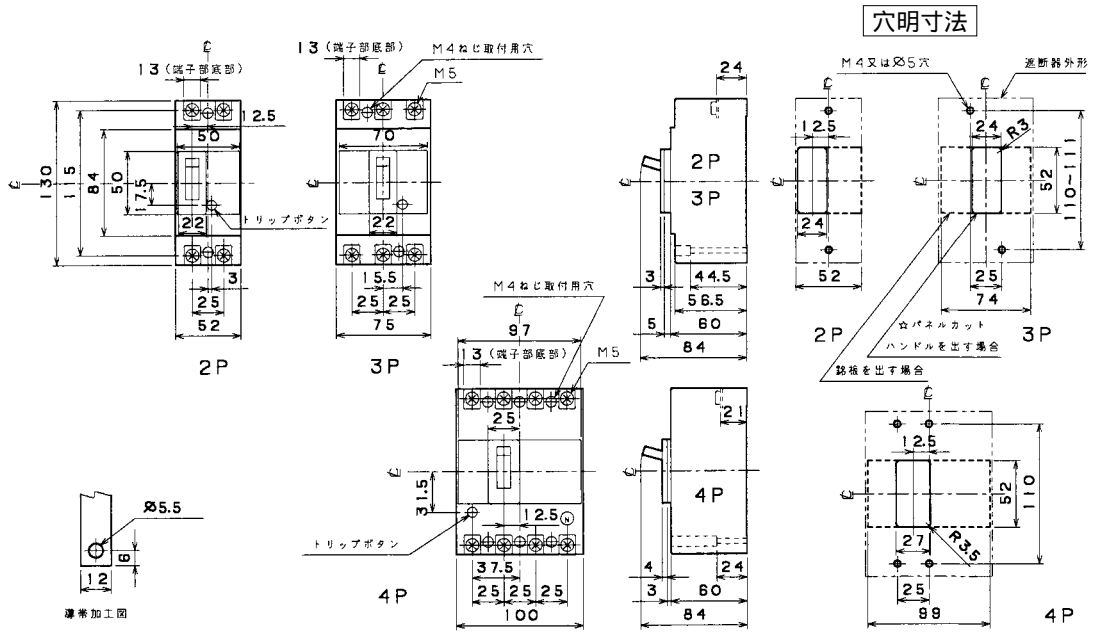 穴明寸法
13 (端子部底部)
M4ねじ取付用穴
M5
24
M4又はØ5穴
遮断器外形
℄
13 (端子部底部)
℄
℄
℄
12.5
50
70
12.5
24
R3
130
115
84
50
17.5
℄
℄
℄
2P
3P
℄
℄
52
110~111
22
トリップボタン
22
24
3
25
52
15.5
25
25
75
M4ねじ取付用穴
3
44.5
56.5
5
60
84
52
25
74
2P
3P
2P
3P
☆パネルカット
ハンドルを出す場合
銘板を出す場合
℄
97
13 (端子部底部)
M5
25
℄
31.5
12.5
N
トリップボタン
37.5
25
25
25
100
4P
21
℄
4P
4
24
3
60
84
℄
12.5
℄
52
110
27
R3.5
25
99
4P
Ø5.5
6
12
導帯加工図